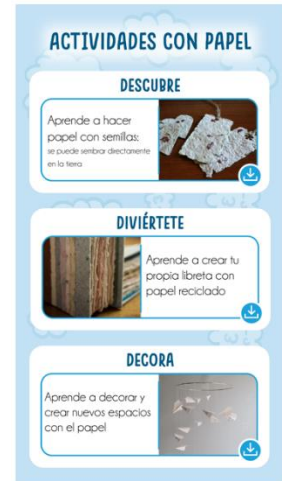 ACTIVIDADES CON PAPEL
DESCUBRE
Aprende a hacer
papel con semillas:
se puede sembrar directamente
en la tierra
DIVIÉRTETE
Aprende a crear tu
propia libreta con
papel reciclado
DECORA
Aprende a decorar y
crear nuevos espacios
con el papel